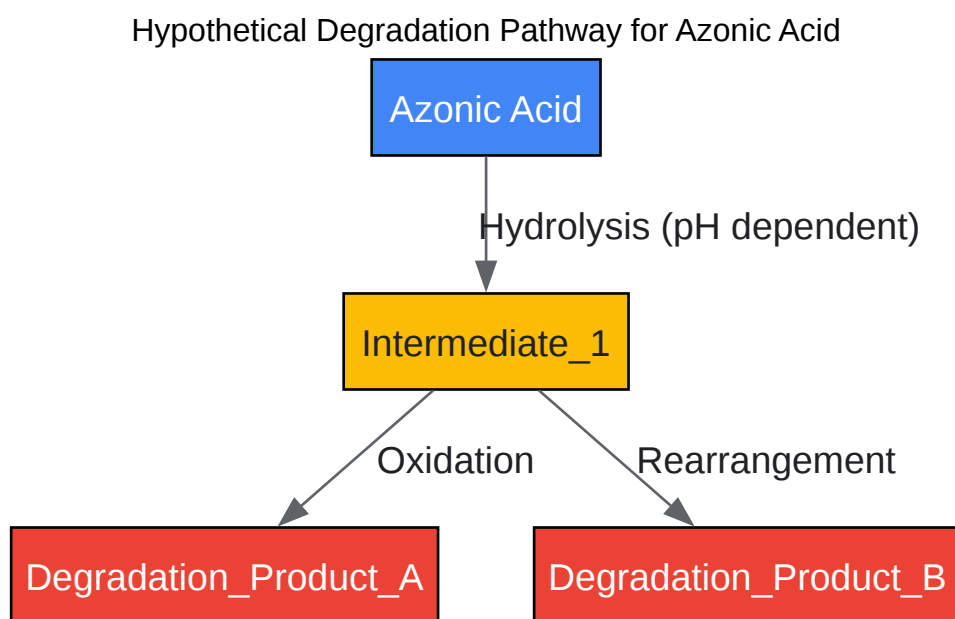 Hypothetical Degradation Pathway for Azonic Acid
Azonic Acid
Hydrolysis (pH dependent)
Intermediate_1
Oxidation
Rearrangement
Degradation_Product_A
Degradation_Product_B